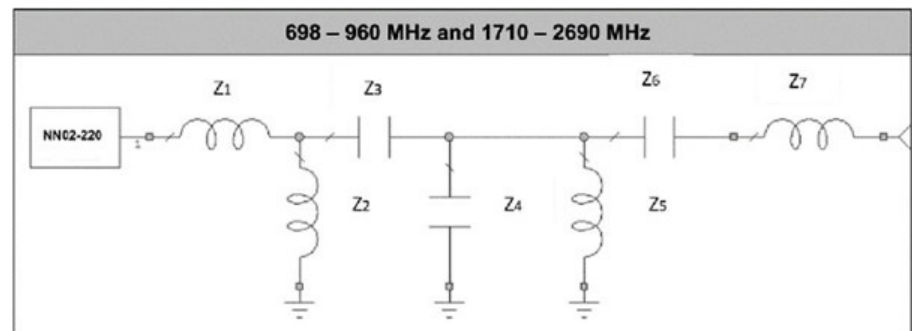 698 – 960 MHz and 1710 – 2690 MHz
Z1
Z3
Z6
Z7
NN02-220
1
Z2
Z4
Z5